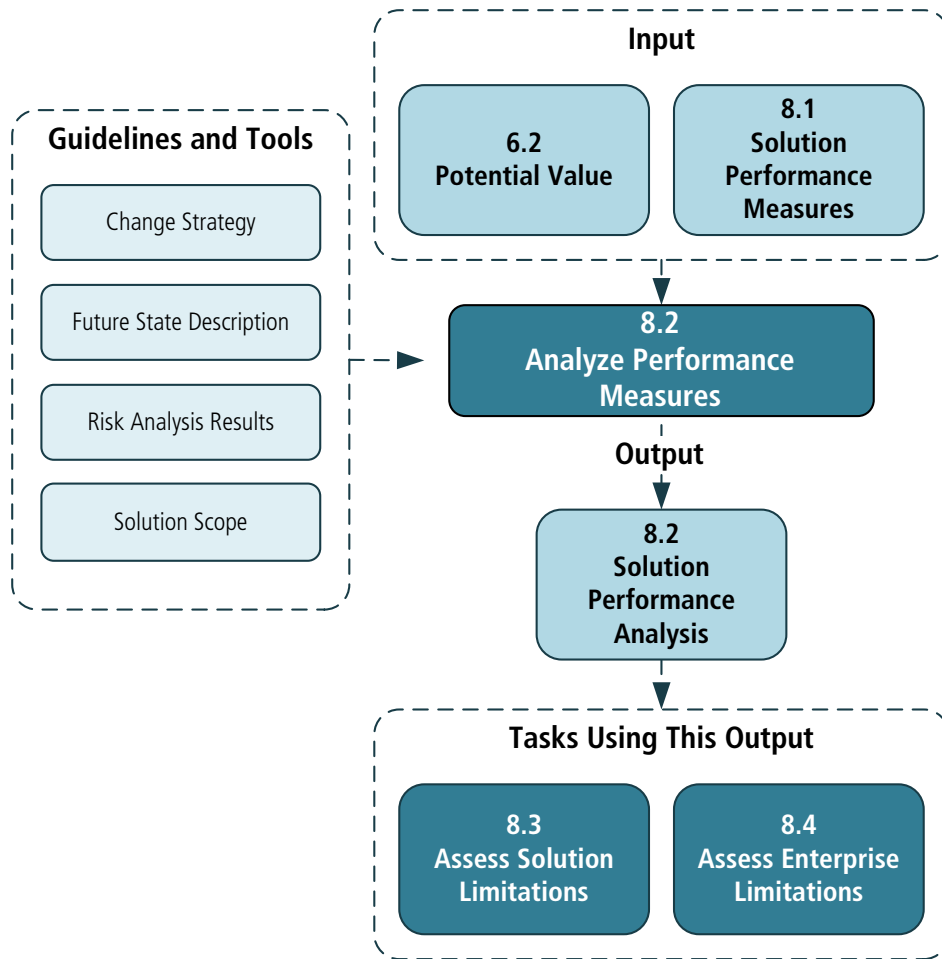 Input
6.2
Potential Value
8.1
Solution
Performance
Measures
Guidelines and Tools
Change Strategy
Future State Description
Risk Analysis Results
Solution Scope
8.2
Analyze Performance
Measures
Output
8.2
Solution
Performance
Analysis
Tasks Using This Output
8.3
Assess Solution
Limitations
8.4
Assess Enterprise
Limitations